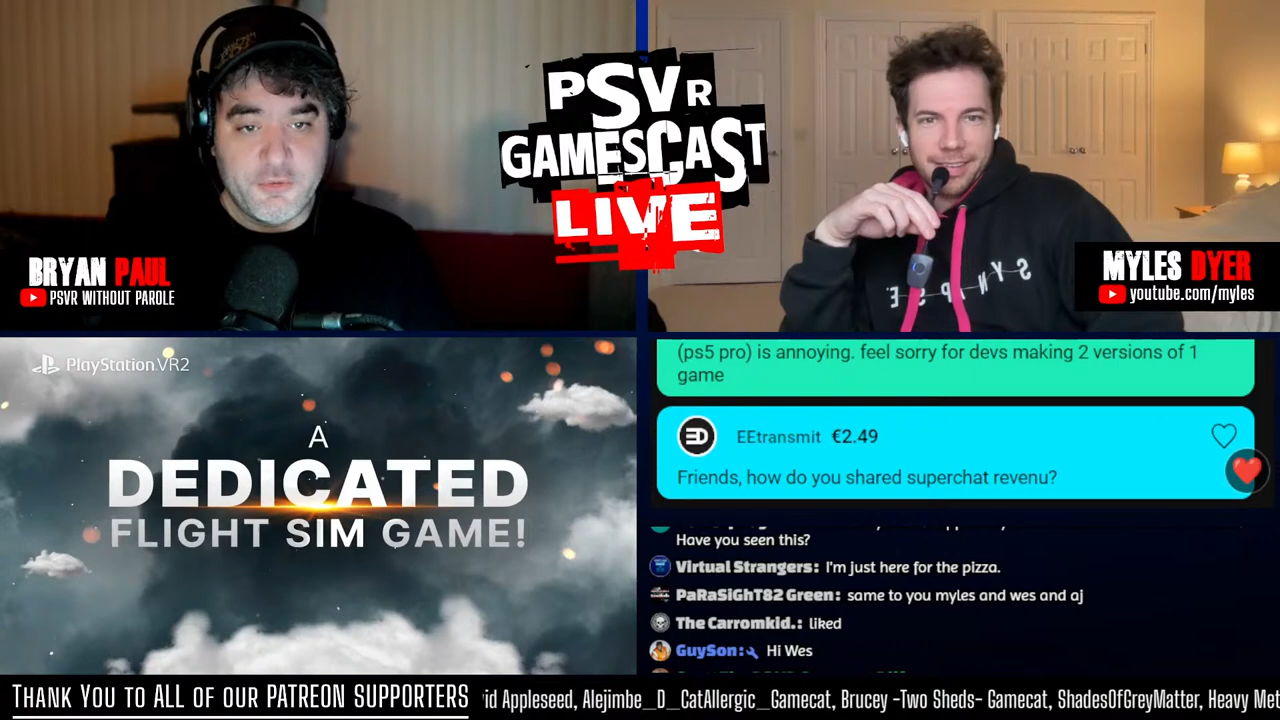 PSVR
GAMESCAST
LIVE
BRYAN PAUL
PSVR WITHOUT PAROLE
SYNAPSE
MYLES DYER
youtube.com/myles
PlayStation VR2
A
DEDICATED
FLIGHT SIM GAME!
(ps5 pro) is annoying. feel sorry for devs making 2 versions of 1
game
EEtransmit €2.49
Friends, how do you shared superchat revenu?
Have you seen this?
Virtual Strangers: I'm just here for the pizza.
PaRaSiGhT82 Green: same to you myles and wes and aj
The Carromkid.: liked
GuySon: Hi Wes
THANK YOU TO ALL OF OUR PATREON SUPPORTERS
vid Appleseed, Alejimbe_D_CatAllergic_Gamecat, Brucey -Two Sheds- Gamecat, ShadesOfGreyMatter, Heavy Met